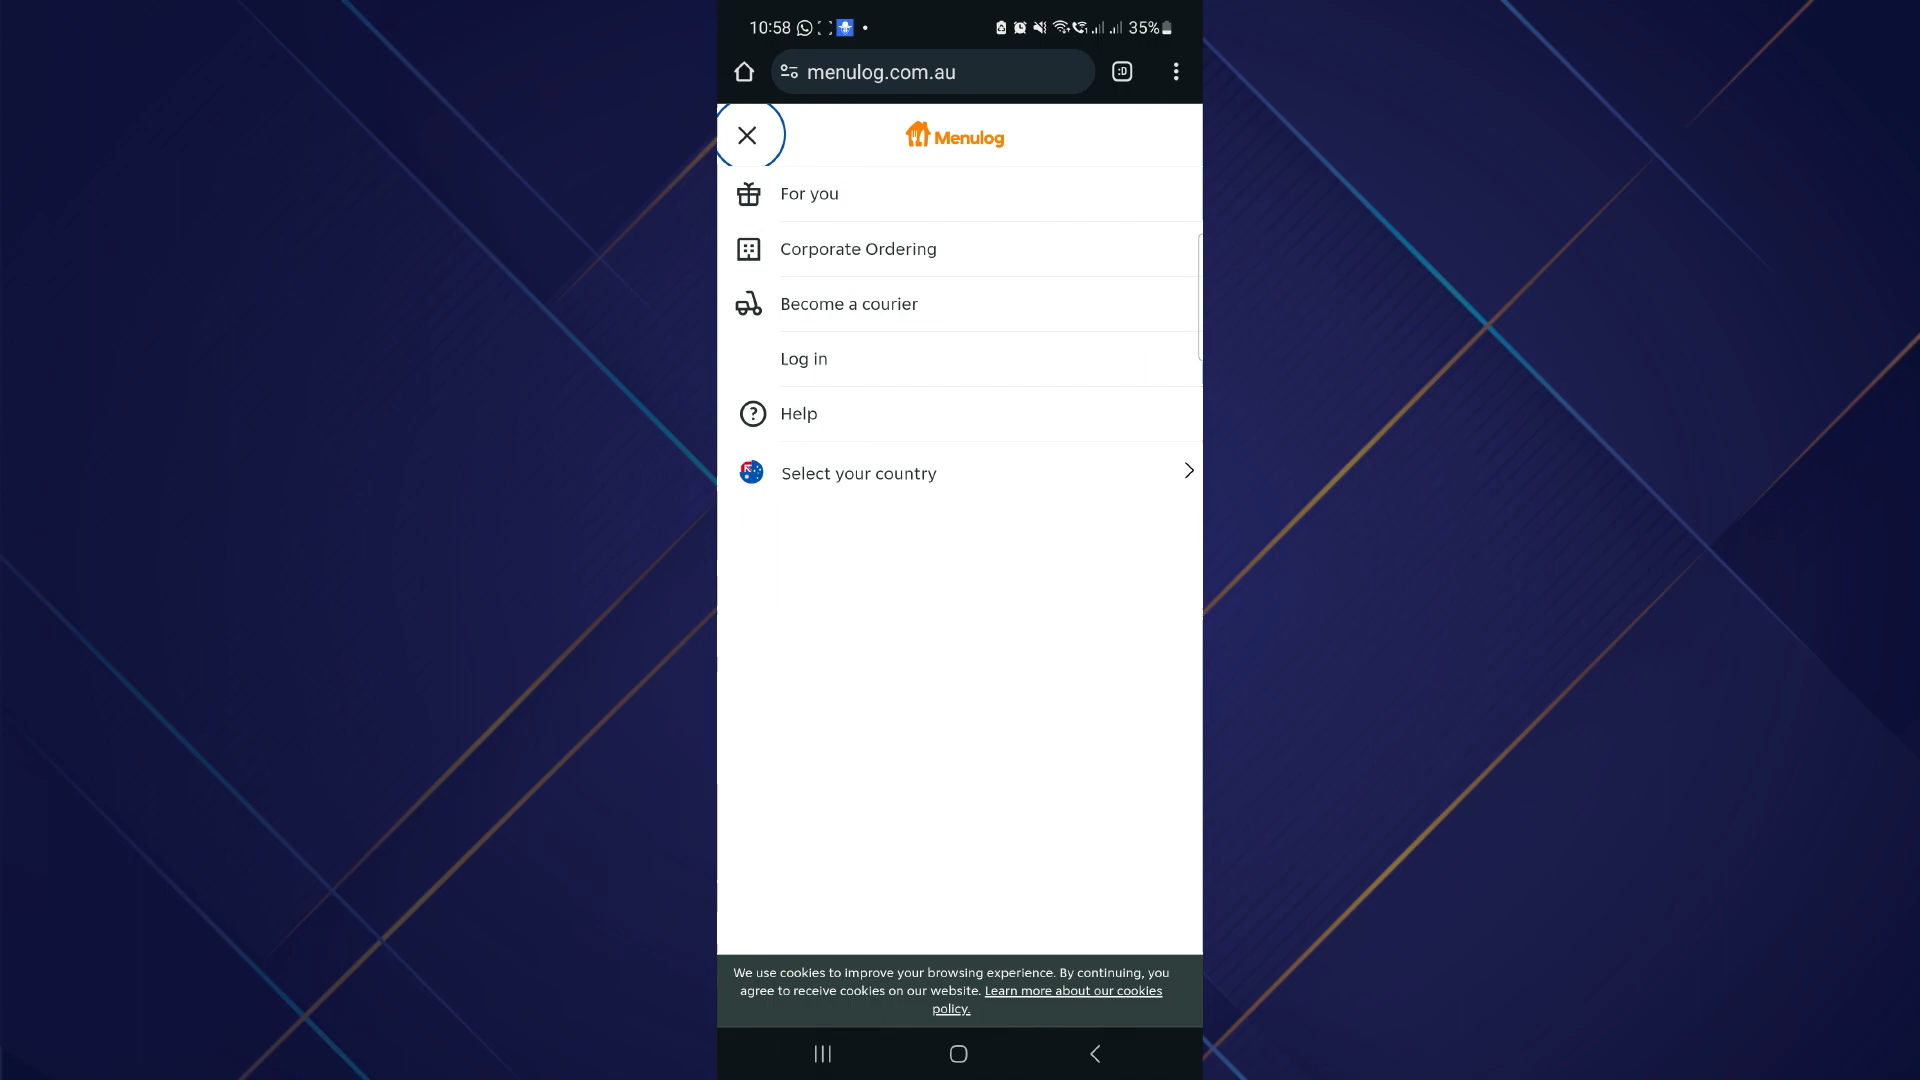 10:58 35%
menulog.com.au :D
Menulog
For you
Corporate Ordering
Become a courier
Log in
Help
Select your country
We use cookies to improve your browsing experience. By continuing, you
agree to receive cookies on our website. Learn more about our cookies
policy.